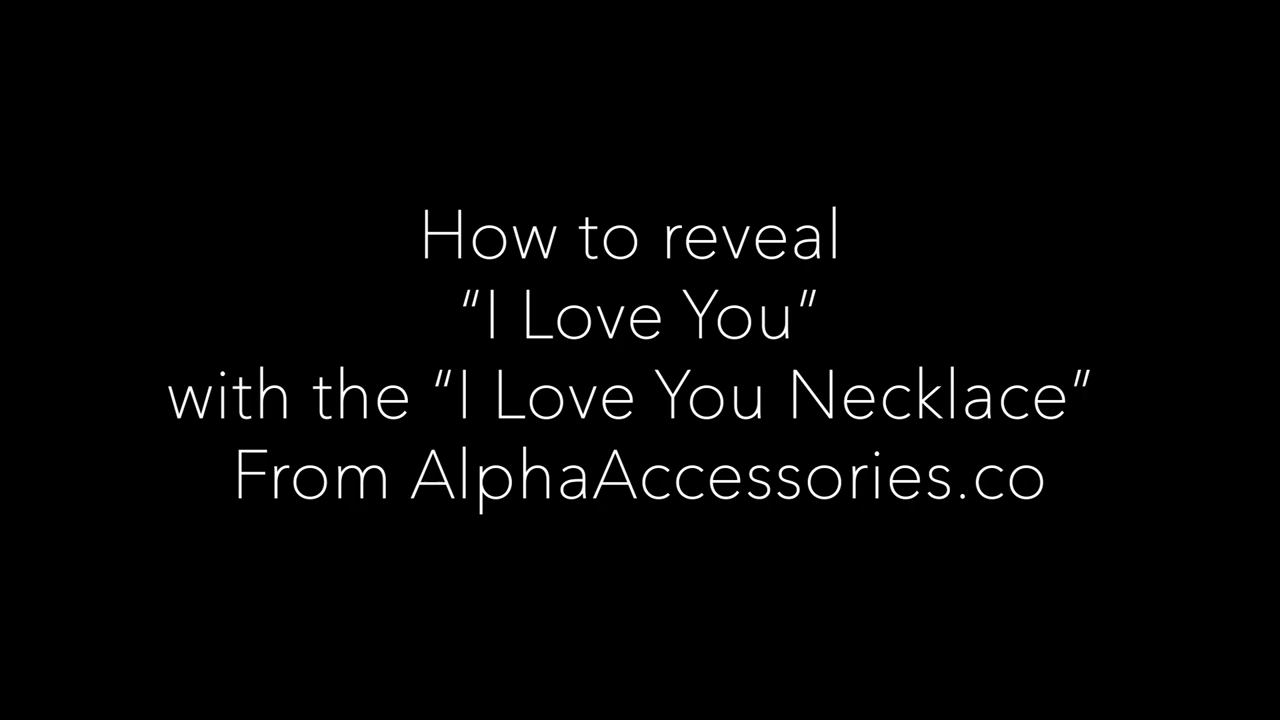 How to reveal
“I Love You”
with the “I Love You Necklace”
From AlphaAccessories.co